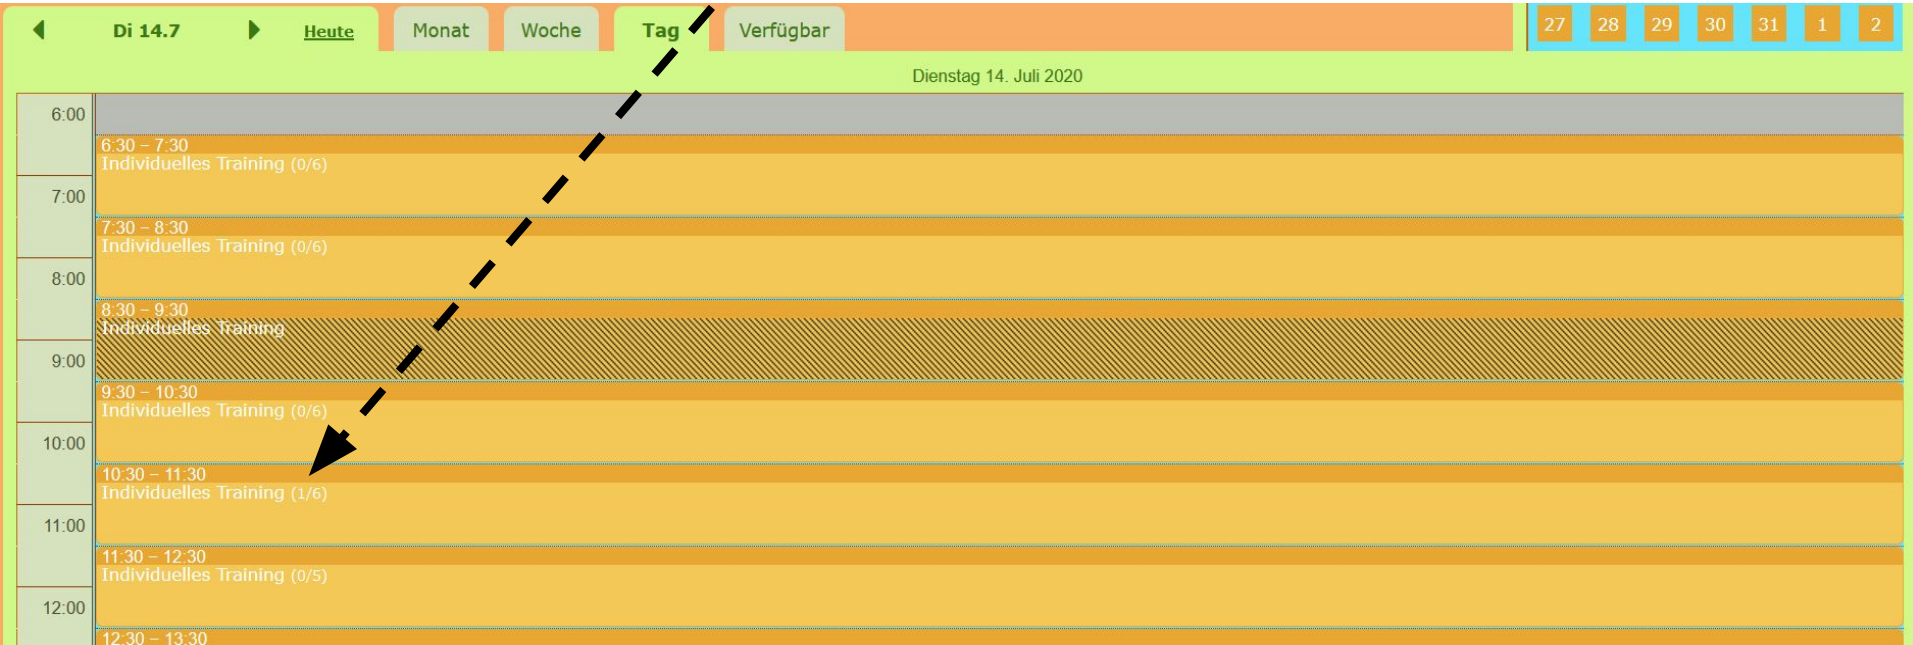 Di 14.7 Heute Monat Woche Tag Verfügbar 27 28 29 30 31 1 2
Dienstag 14. Juli 2020
6:00
6:30 – 7:30
Individuelles Training (0/6)
7:00
7:30 – 8:30
Individuelles Training (0/6)
8:00
8:30 – 9:30
Individuelles Training
9:00
9:30 – 10:30
Individuelles Training (0/6)
10:00
10:30 – 11:30
Individuelles Training (1/6)
11:00
11:30 – 12:30
Individuelles Training (0/5)
12:00
12:30 – 13:30